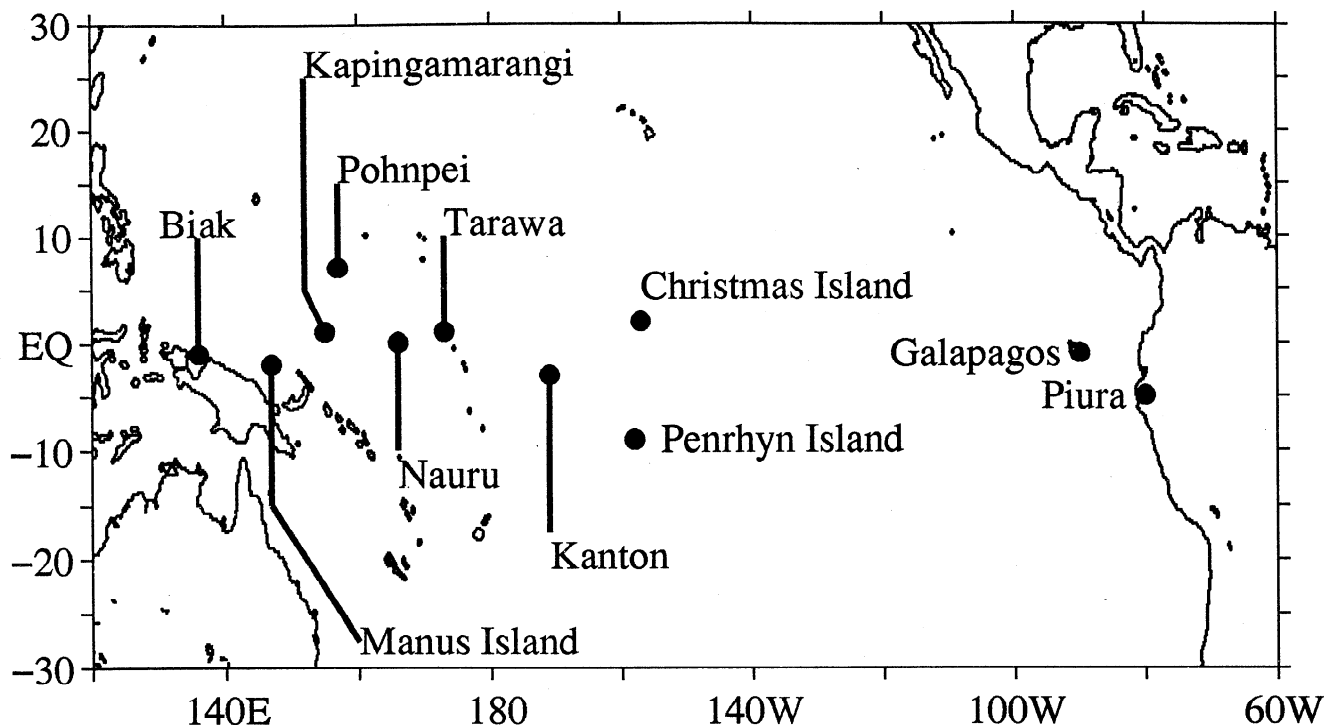 30
Kapingamarangi
20
Pohnpei
Biak
Tarawa
10
Christmas Island
EQ
Galapagos
Piura
−10
Penrhyn Island
Nauru
Kanton
−20
Manus Island
−30
140E
180
140W
100W
60W